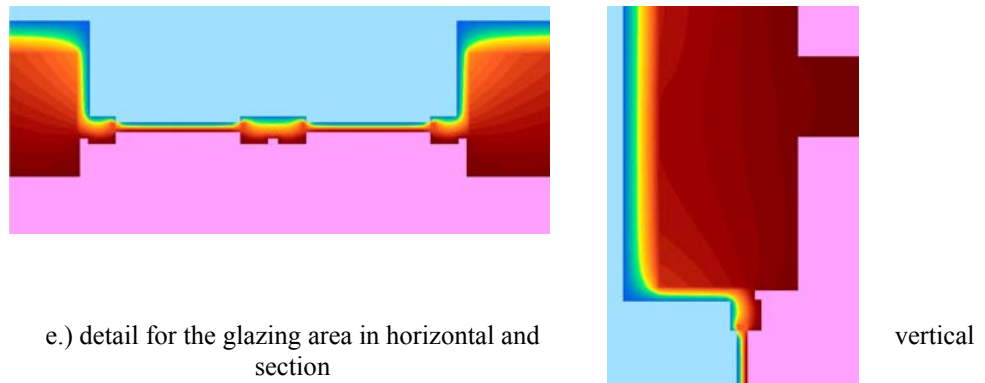 e.) detail for the glazing area in horizontal and vertical
section